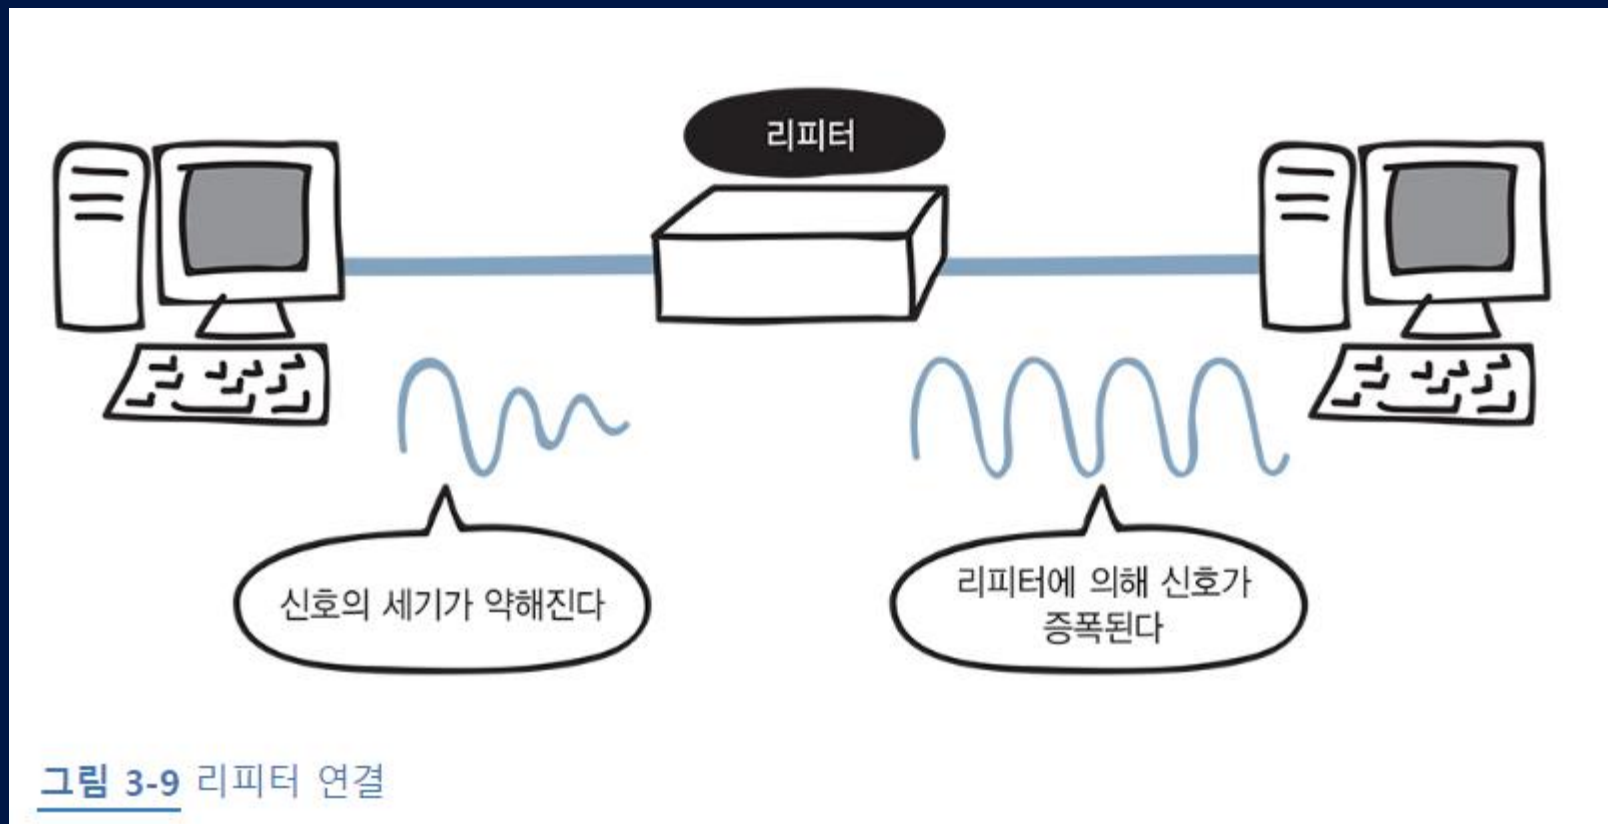 리피터
신호의 세기가 약해진다
리피터에 의해 신호가
증폭된다
그림 3-9 리피터 연결